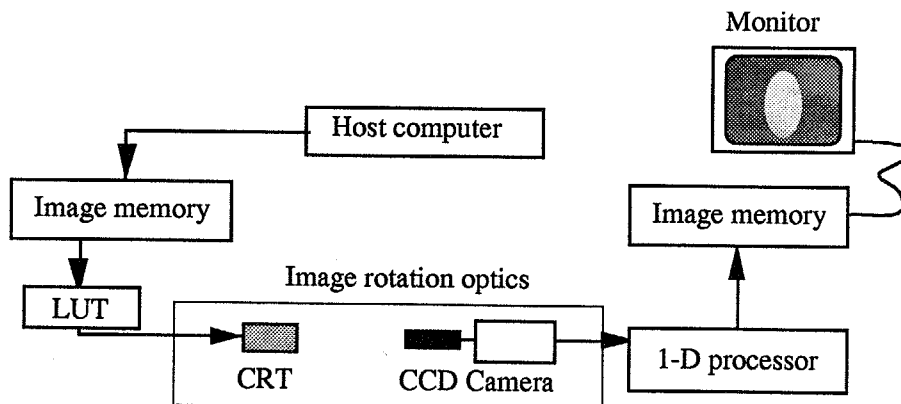 Monitor
Host computer
Image memory
Image memory
Image rotation optics
LUT
CRT
CCD Camera
1-D processor